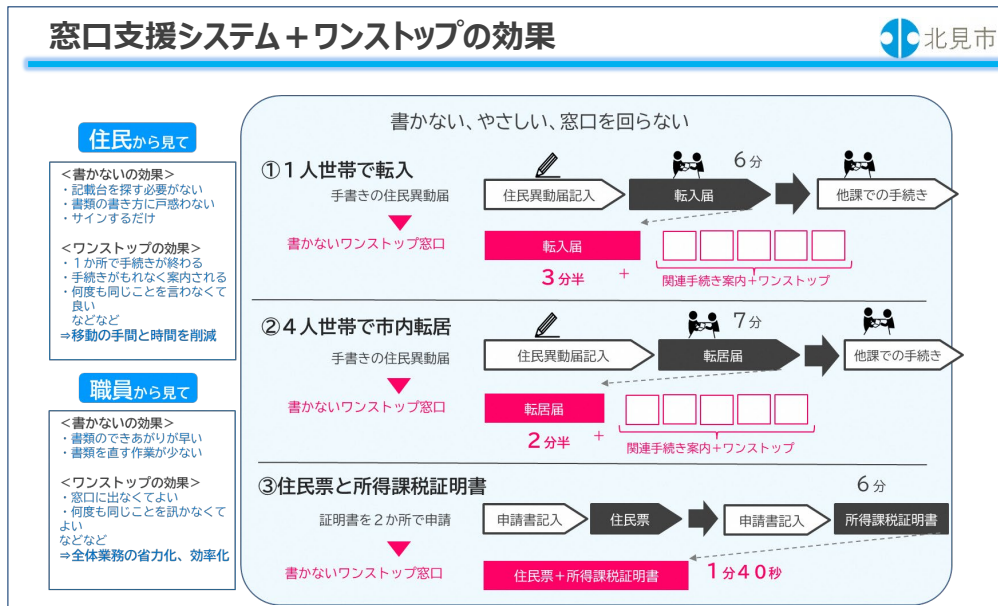 窓口支援システム＋ワンストップの効果
北見市
住民から見て
＜書かないの効果＞
・記載台を探す必要がない
・書類の書き方に戸惑わない
・サインするだけ
＜ワンストップの効果＞
・１か所で手続きが終わる
・手続きがもれなく案内される
・何度も同じことを言わなくて
良い
などなど
⇒移動の手間と時間を削減
職員から見て
＜書かないの効果＞
・書類のできあがりが早い
・書類を直す作業が少ない
＜ワンストップの効果＞
・窓口に出なくてよい
・何度も同じことを訊かなくて
よい
などなど
⇒全体業務の省力化、効率化
書かない、やさしい、窓口を回らない
①１人世帯で転入
6分
手書きの住民異動届
住民異動届記入
転入届
他課での手続き
書かないワンストップ窓口
転入届
3分半
＋
関連手続き案内＋ワンストップ
②４人世帯で市内転居
7分
手書きの住民異動届
住民異動届記入
転居届
他課での手続き
書かないワンストップ窓口
転居届
2分半
＋
関連手続き案内＋ワンストップ
③住民票と所得課税証明書
6分
証明書を２か所で申請
申請書記入
住民票
申請書記入
所得課税証明書
書かないワンストップ窓口
住民票＋所得課税証明書
1分40秒